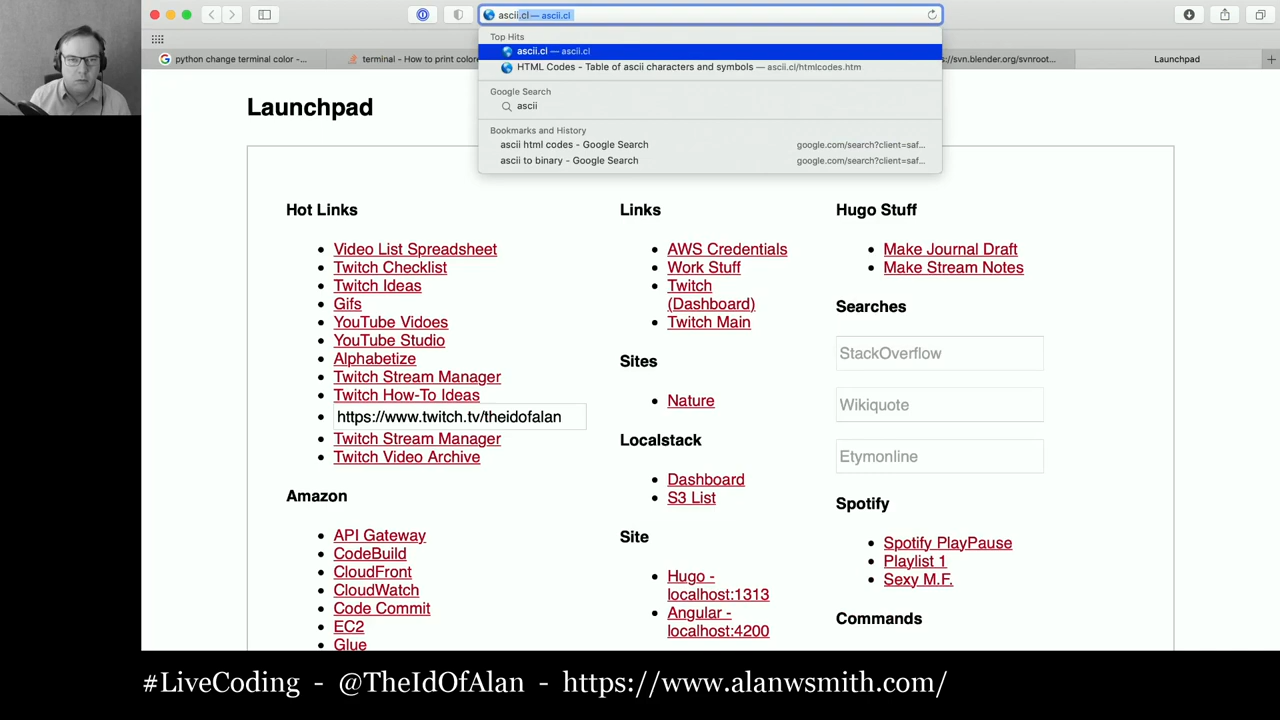 ascii.cl — ascii.cl
Top Hits
ascii.cl — ascii.cl
HTML Codes - Table of ascii characters and symbols — ascii.cl/htmlcodes.htm
Google Search
ascii
Bookmarks and History
ascii html codes - Google Search google.com/search?client=saf...
ascii to binary - Google Search google.com/search?client=saf...
python change terminal color -...
terminal - How to print color
/svn.blender.org/svnroot...
Launchpad
Launchpad
Hot Links
Video List Spreadsheet
Twitch Checklist
Twitch Ideas
Gifs
YouTube Vidoes
YouTube Studio
Alphabetize
Twitch Stream Manager
Twitch How-To Ideas
https://www.twitch.tv/theidofalan
Twitch Stream Manager
Twitch Video Archive
Amazon
API Gateway
CodeBuild
CloudFront
CloudWatch
Code Commit
EC2
Glue
Links
AWS Credentials
Work Stuff
Twitch
(Dashboard)
Twitch Main
Sites
Nature
Localstack
Dashboard
S3 List
Site
Hugo -
localhost:1313
Angular -
localhost:4200
Hugo Stuff
Make Journal Draft
Make Stream Notes
Searches
StackOverflow
Wikiquote
Etymonline
Spotify
Spotify PlayPause
Playlist 1
Sexy M.F.
Commands
#LiveCoding - @TheIdOfAlan - https://www.alanwsmith.com/